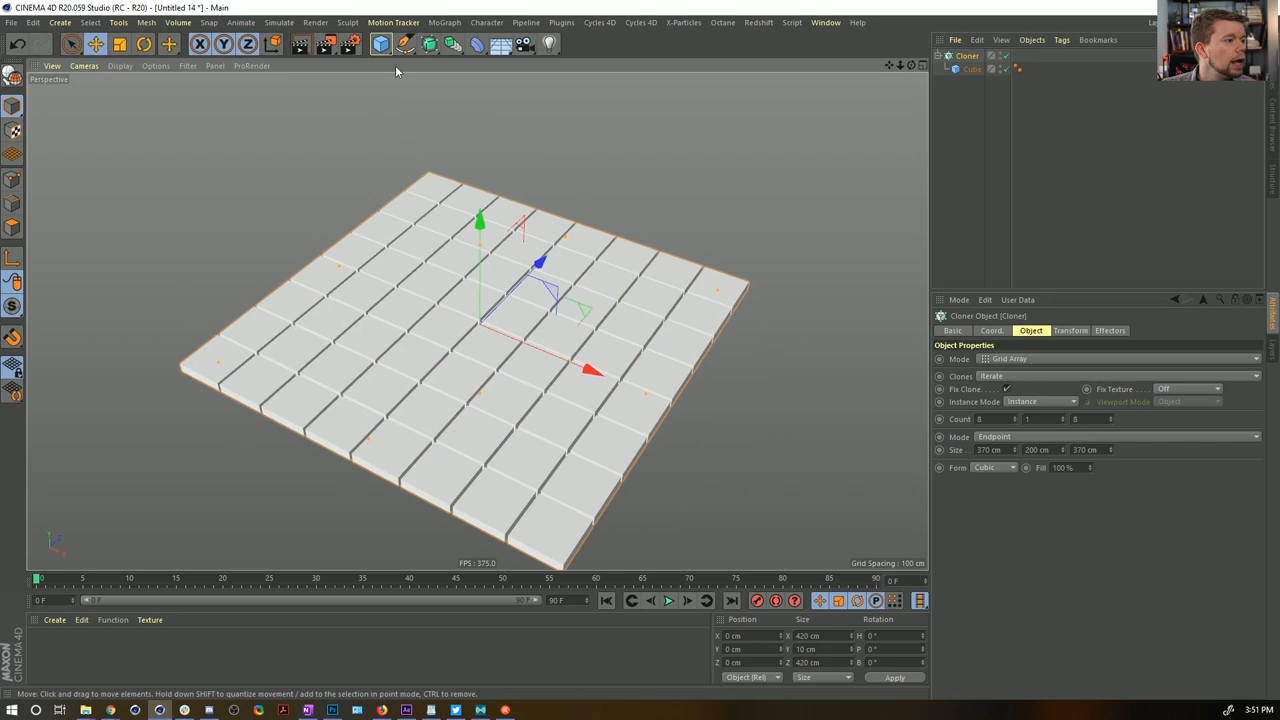 CINEMA 4D R20.059 Studio (RC - R20) - [Untitled 14 *] - Main
File Edit Create Select Tools Mesh Volume Snap Animate Simulate Render Sculpt Motion Tracker MoGraph Character Pipeline Plugins Cycles 4D Cycles 4D X-Particles Octane Redshift Script Window Help
View Cameras Display Options Filter Panel ProRender
Perspective
FPS : 375.0
Grid Spacing : 100 cm
0 5 10 15 20 25 30 35 40 45 50 55 60 65 70 75 80 85 90 0 F
0 F 0 F 90 F 90 F
Create Edit Function Texture
Position Size Rotation
X 0 cm X 420 cm H 0 °
Y 0 cm Y 10 cm P 0 °
Z 0 cm Z 420 cm B 0 °
Object (Rel) Size Apply
Move: Click and drag to move elements. Hold down SHIFT to quantize movement / add to the selection in point mode, CTRL to remove.
File Edit View Objects Tags Bookmarks
Cloner
Cube
Content Browser
Structure
Mode Edit User Data
Cloner Object [Cloner]
Basic Coord. Object Transform Effectors
Object Properties
Mode Grid Array
Clones Iterate
Fix Clone Fix Texture Off
Instance Mode Instance Viewport Mode Object
Count 8 1 8
Mode Endpoint
Size 370 cm 200 cm 370 cm
Form Cubic Fill 100 %
Attributes
Layers
MAXON CINEMA 4D
3:51 PM